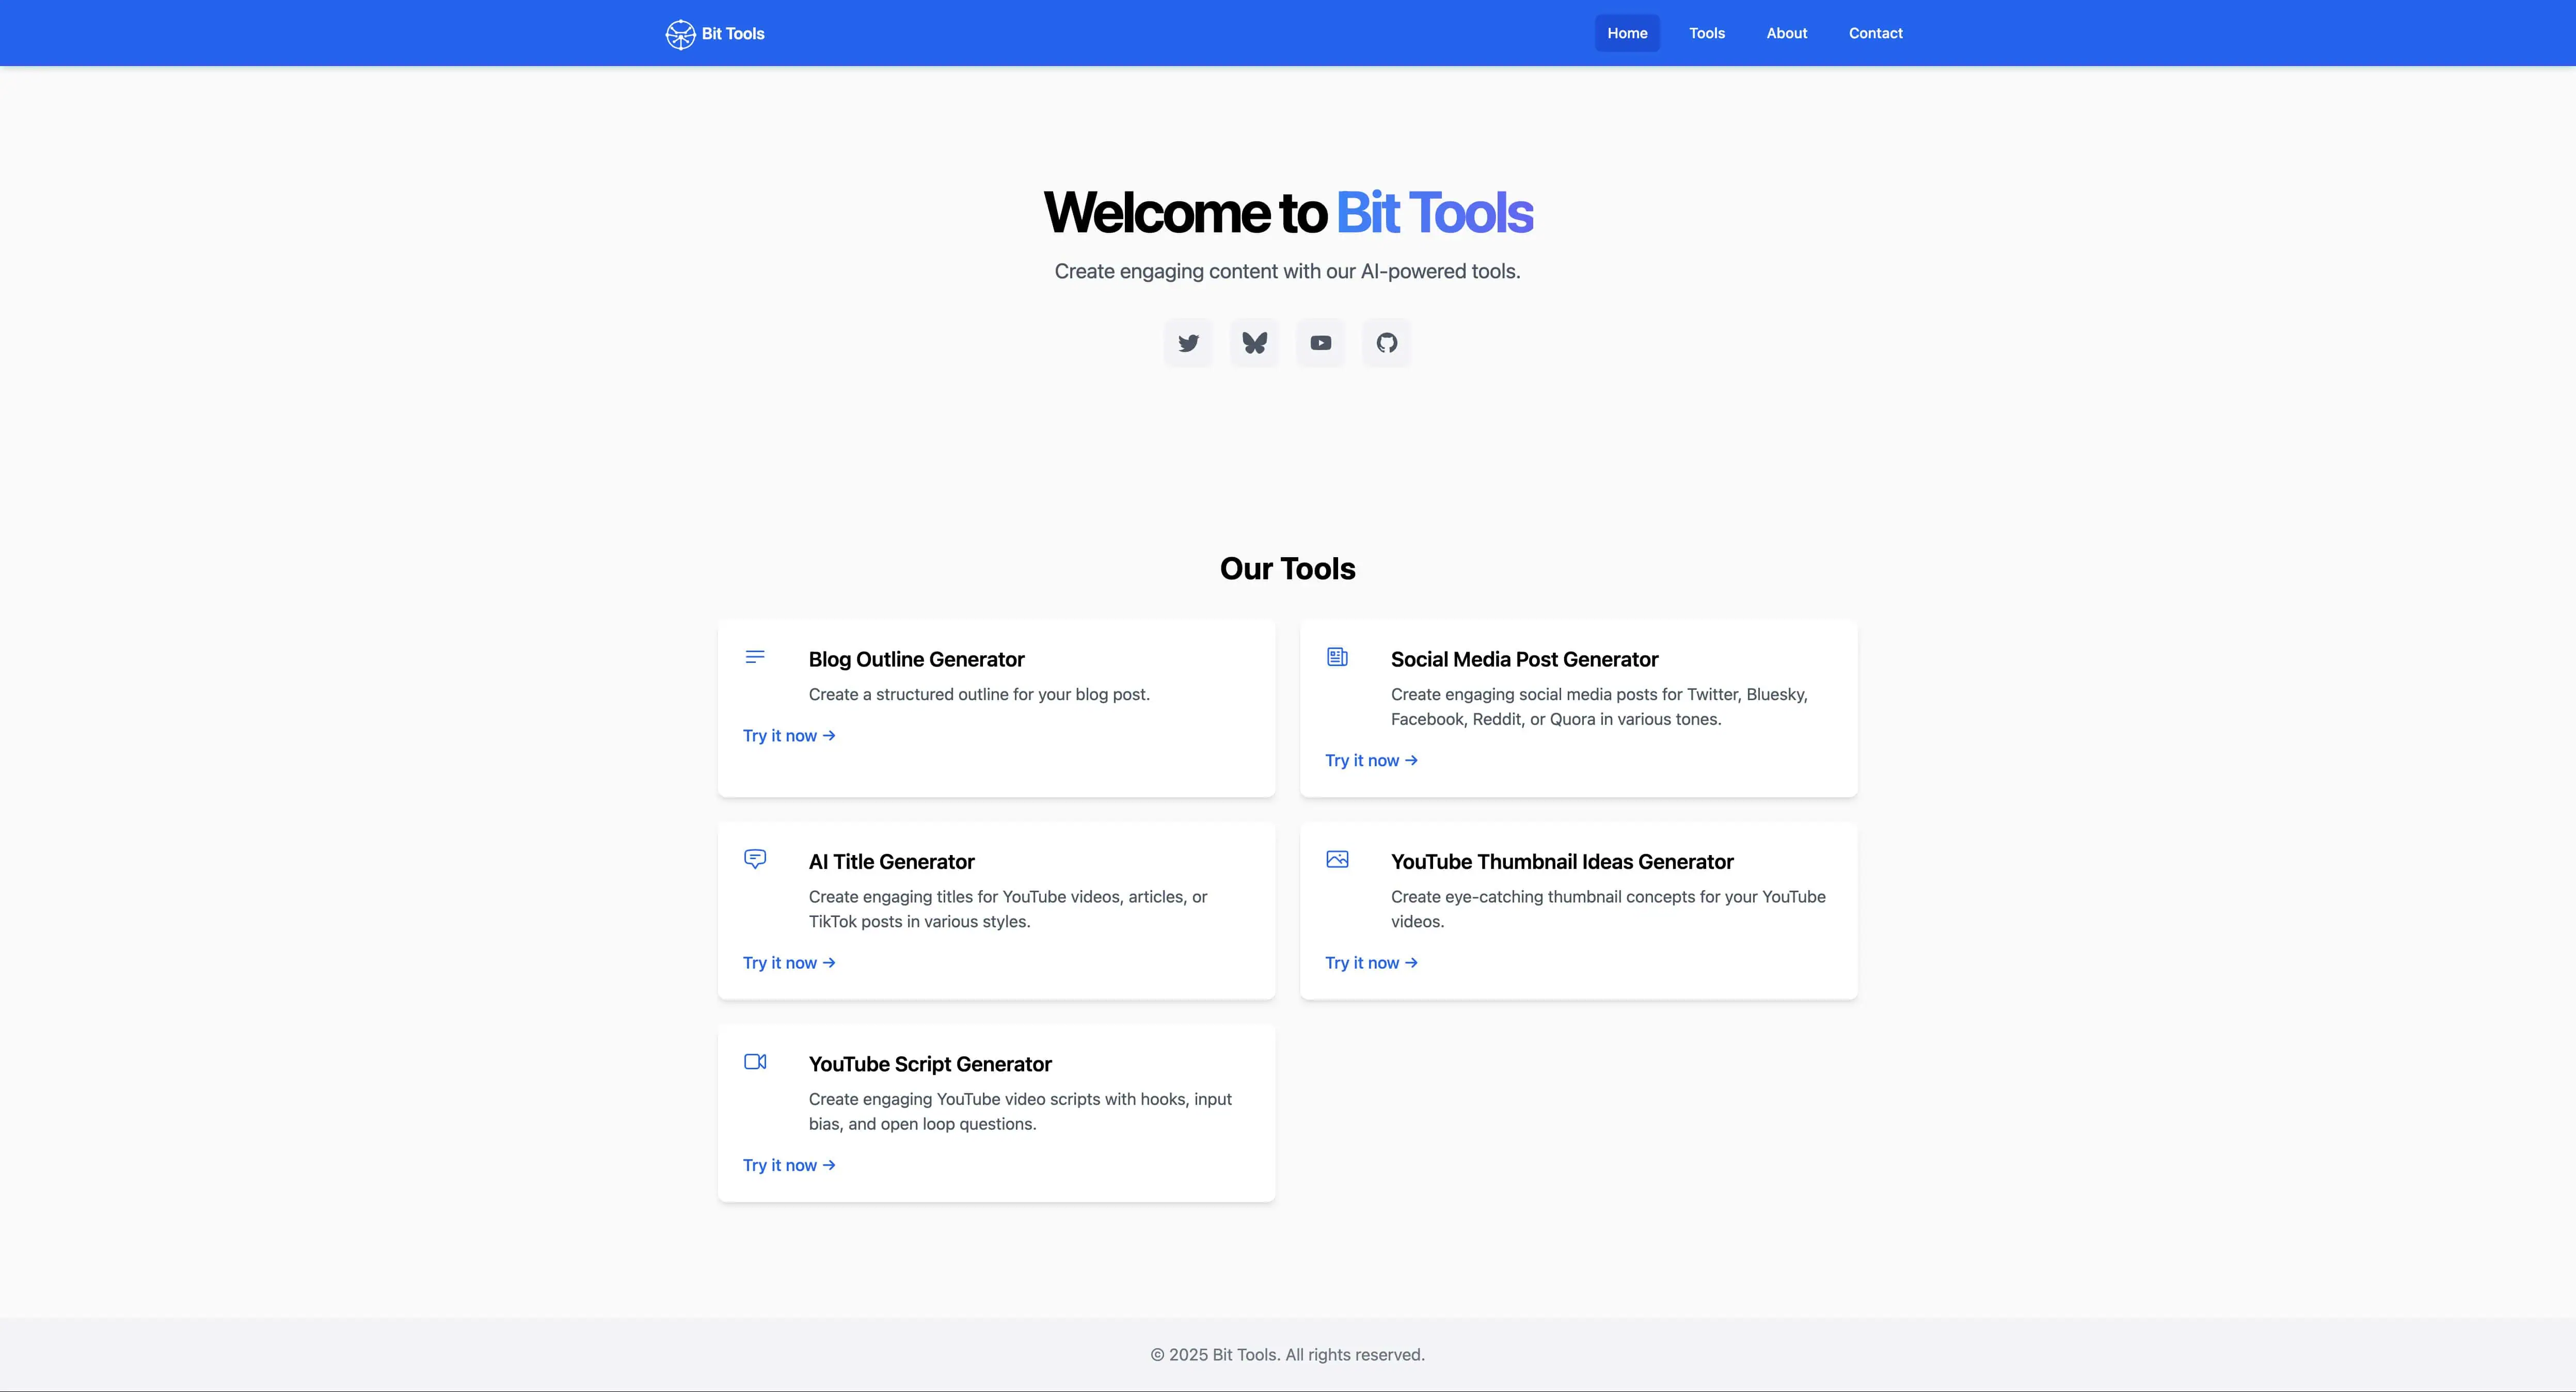 Bit Tools
Home
Tools
About
Contact
Welcome to Bit Tools
Create engaging content with our AI-powered tools.
Our Tools
Blog Outline Generator
Create a structured outline for your blog post.
Try it now →
Social Media Post Generator
Create engaging social media posts for Twitter, Bluesky,
Facebook, Reddit, or Quora in various tones.
Try it now →
AI Title Generator
Create engaging titles for YouTube videos, articles, or
TikTok posts in various styles.
Try it now →
YouTube Thumbnail Ideas Generator
Create eye-catching thumbnail concepts for your YouTube
videos.
Try it now →
YouTube Script Generator
Create engaging YouTube video scripts with hooks, input
bias, and open loop questions.
Try it now →
© 2025 Bit Tools. All rights reserved.